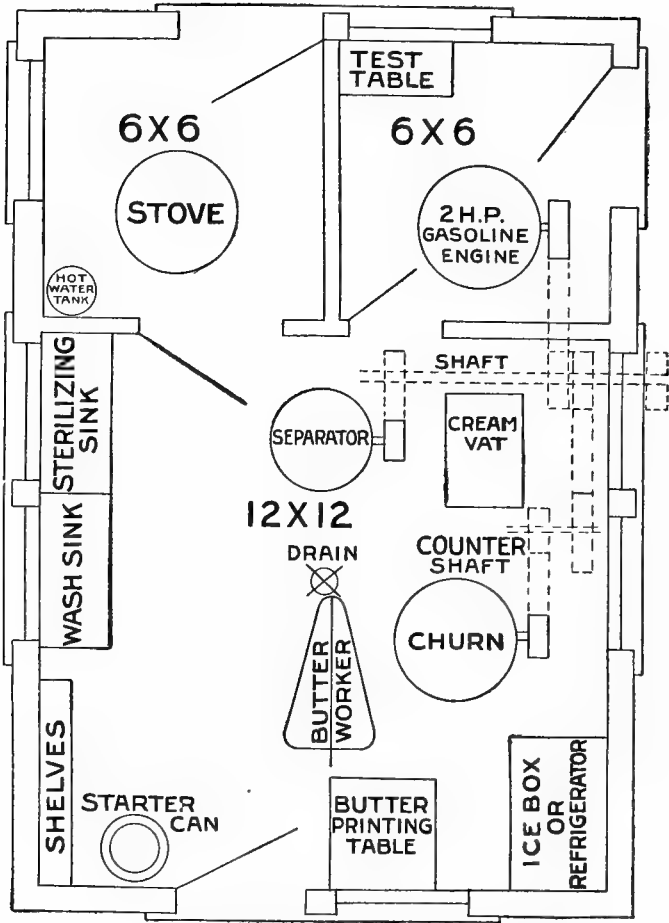 TEST
TABLE
6X6
6X6
STOVE
2 H.P.
GASOLINE
ENGINE
HOT
WATER
TANK
SHAFT
STERILIZING
SINK
SEPARATOR
CREAM
VAT
12X12
WASH SINK
DRAIN
COUNTER
SHAFT
CHURN
BUTTER
WORKER
SHELVES
STARTER
CAN
BUTTER
PRINTING
TABLE
ICE BOX
OR
REFRIGERATOR